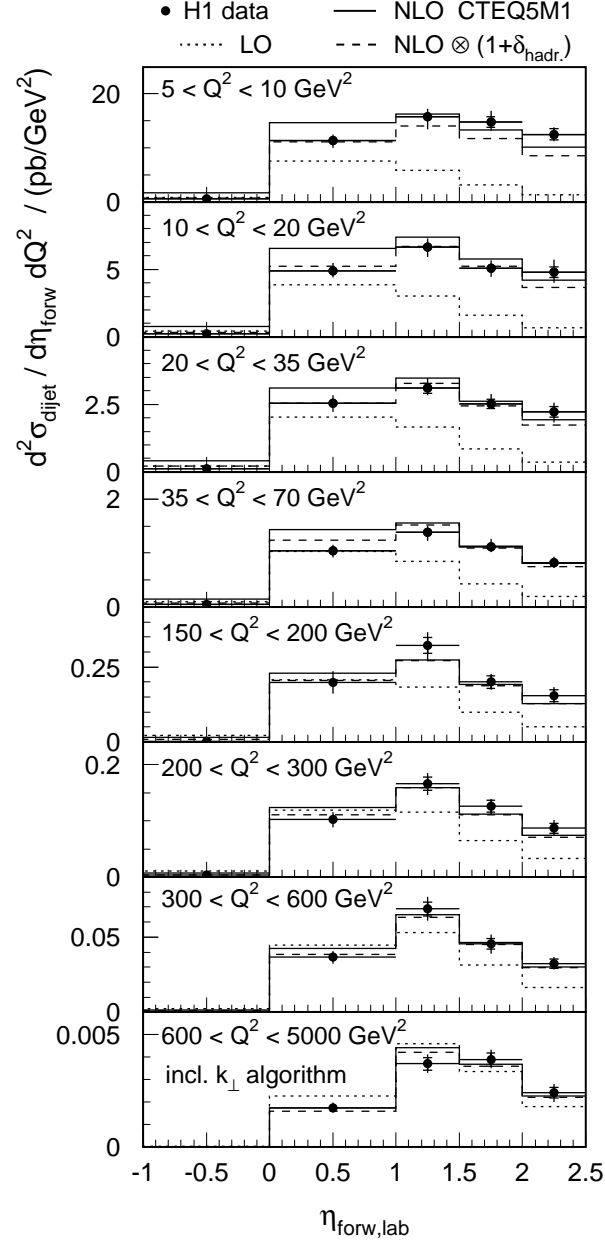 H1 data NLO CTEQ5M1
LO NLO ⊗ (1+δhadr.)
d²σdijet / dηforw dQ² / (pb/GeV²)
5 < Q² < 10 GeV²
20
0
10 < Q² < 20 GeV²
5
0
20 < Q² < 35 GeV²
2.5
0
35 < Q² < 70 GeV²
2
0
150 < Q² < 200 GeV²
0.25
0
200 < Q² < 300 GeV²
0.2
0
300 < Q² < 600 GeV²
0.05
0
600 < Q² < 5000 GeV²
0.005
incl. k⊥ algorithm
0
-1 -0.5 0 0.5 1 1.5 2 2.5
ηforw,lab